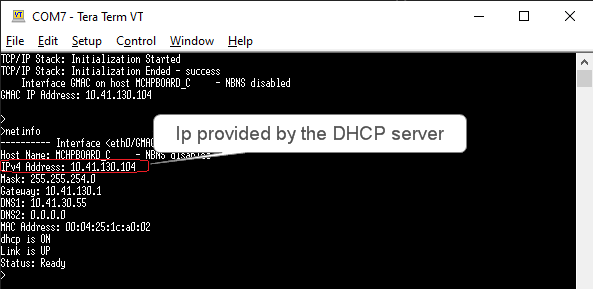 COM7 - Tera Term VT
File Edit Setup Control Window Help
TCP/IP Stack: Initialization Started
TCP/IP Stack: Initialization Ended - success
Interface GMAC on host MCHPBOARD_C - NBNS disabled
GMAC IP Address: 10.41.130.104
>
>netinfo
---------- Interface <eth0/GMAC
Ip provided by the DHCP server
Host Name: MCHPBOARD_C - NBNS disabled
IPv4 Address: 10.41.130.104
Mask: 255.255.254.0
Gateway: 10.41.130.1
DNS1: 10.41.30.55
DNS2: 0.0.0.0
MAC Address: 00:04:25:1c:a0:02
dhcp is ON
Link is UP
Status: Ready
>